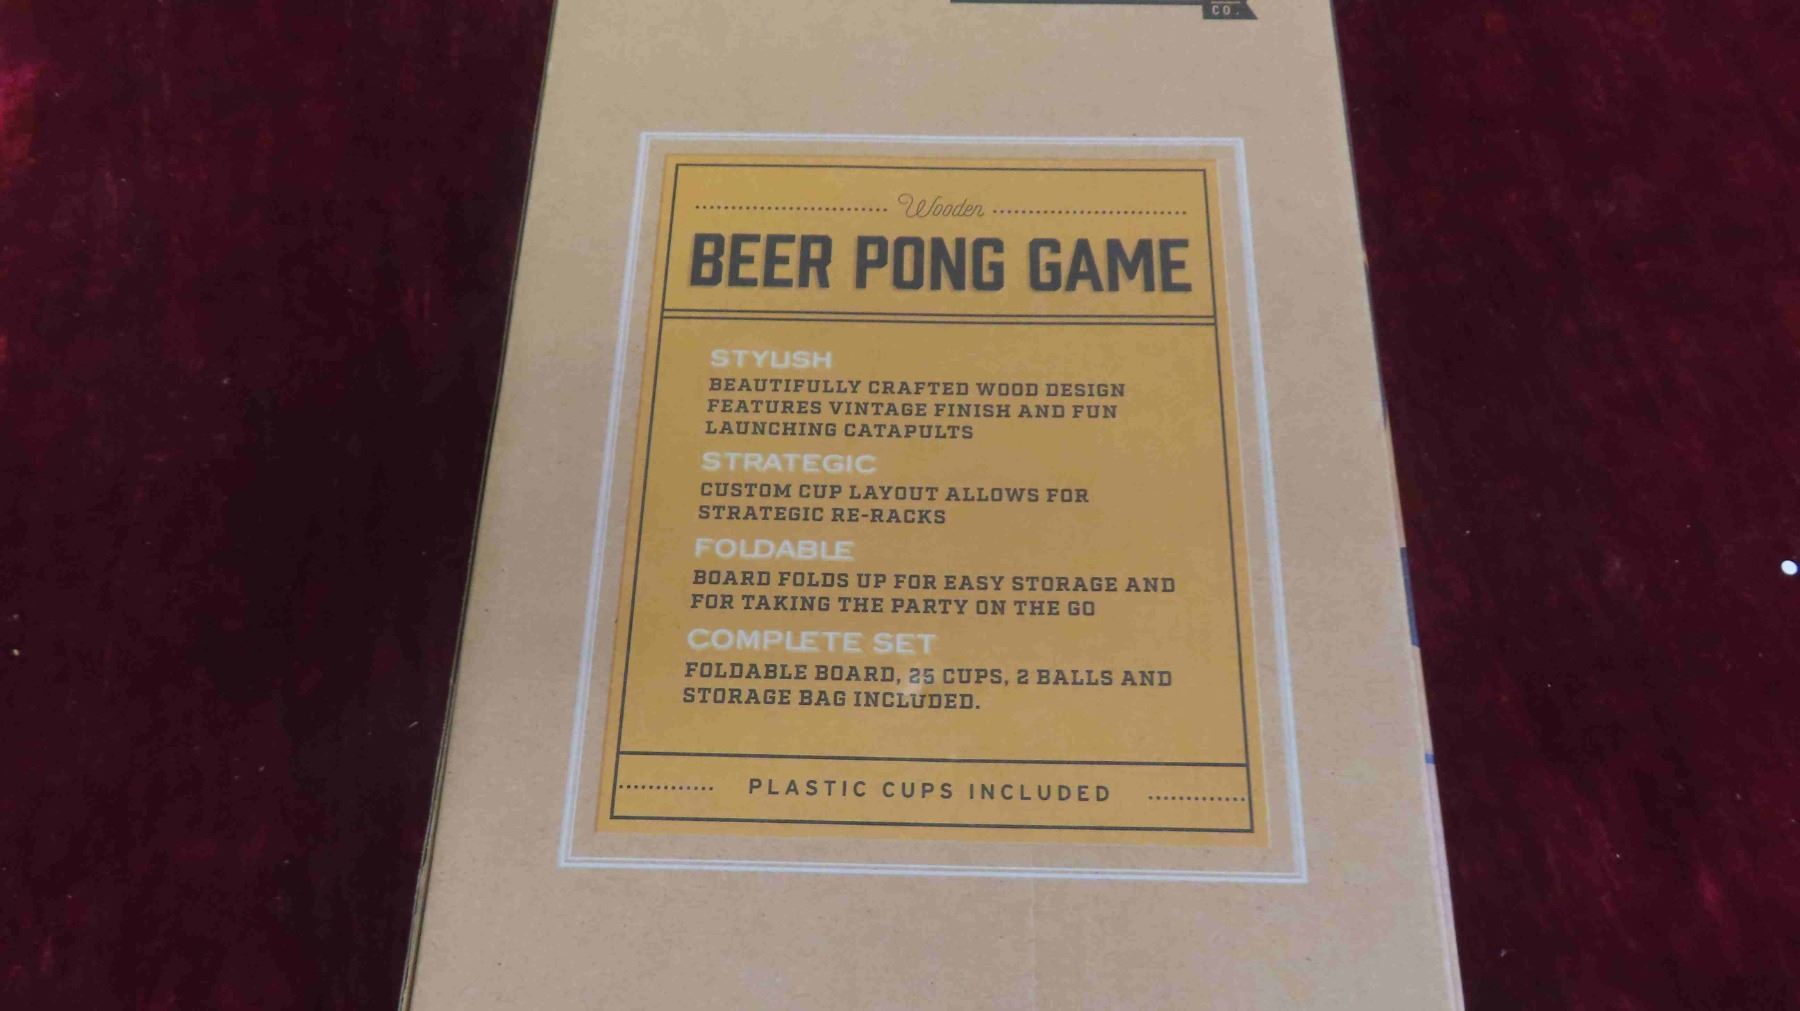 CO.
Wooden
BEER PONG GAME
STYLISH
BEAUTIFULLY CRAFTED WOOD DESIGN
FEATURES VINTAGE FINISH AND FUN
LAUNCHING CATAPULTS
STRATEGIC
CUSTOM CUP LAYOUT ALLOWS FOR
STRATEGIC RE-RACKS
FOLDABLE
BOARD FOLDS UP FOR EASY STORAGE AND
FOR TAKING THE PARTY ON THE GO
COMPLETE SET
FOLDABLE BOARD, 25 CUPS, 2 BALLS AND
STORAGE BAG INCLUDED.
PLASTIC CUPS INCLUDED